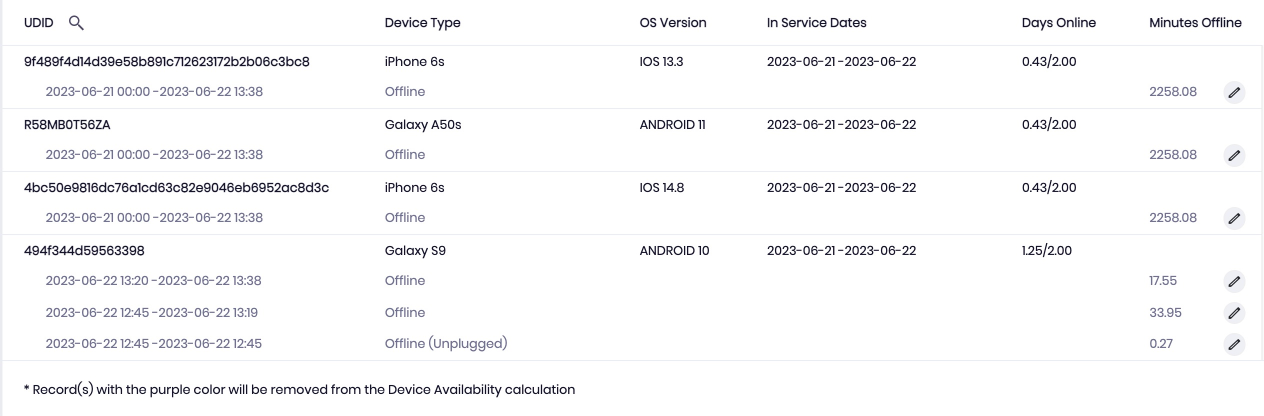 UDID Device Type OS Version In Service Dates Days Online Minutes Offline
9f489f4d14d39e58b891c712623172b2b06c3bc8 iPhone 6s IOS 13.3 2023-06-21 -2023-06-22 0.43/2.00
2023-06-21 00:00 -2023-06-22 13:38 Offline 2258.08
R58MB0T56ZA Galaxy A50s ANDROID 11 2023-06-21 -2023-06-22 0.43/2.00
2023-06-21 00:00 -2023-06-22 13:38 Offline 2258.08
4bc50e9816dc76a1cd63c82e9046eb6952ac8d3c iPhone 6s IOS 14.8 2023-06-21 -2023-06-22 0.43/2.00
2023-06-21 00:00 -2023-06-22 13:38 Offline 2258.08
494f344d59563398 Galaxy S9 ANDROID 10 2023-06-21 -2023-06-22 1.25/2.00
2023-06-22 13:20 -2023-06-22 13:38 Offline 17.55
2023-06-22 12:45 -2023-06-22 13:19 Offline 33.95
2023-06-22 12:45 -2023-06-22 12:45 Offline (Unplugged) 0.27
* Record(s) with the purple color will be removed from the Device Availability calculation